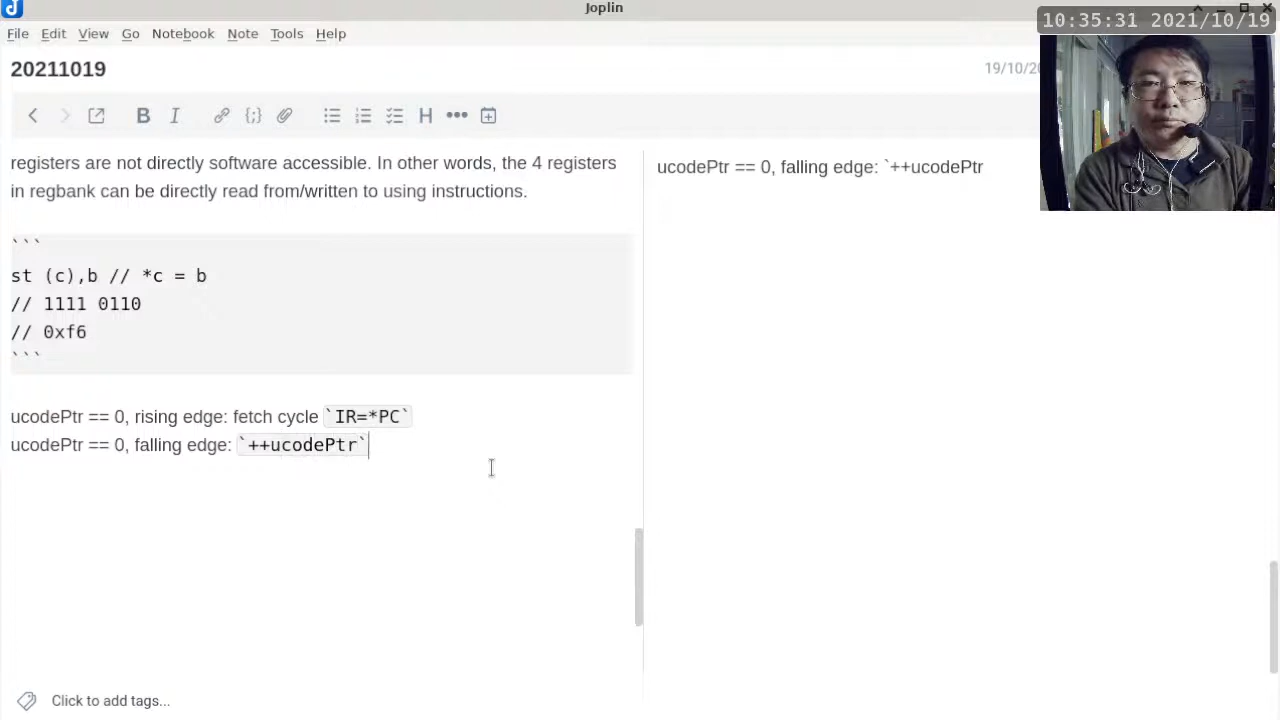 Joplin
10:35:31 2021/10/19
File Edit View Go Notebook Note Tools Help
20211019
19/10/20
registers are not directly software accessible. In other words, the 4 registers
in regbank can be directly read from/written to using instructions.
```
st (c),b // *c = b
// 1111 0110
// 0xf6
```
ucodePtr == 0, rising edge: fetch cycle `IR=*PC`
ucodePtr == 0, falling edge: `++ucodePtr`
ucodePtr == 0, falling edge: `++ucodePtr
Click to add tags...